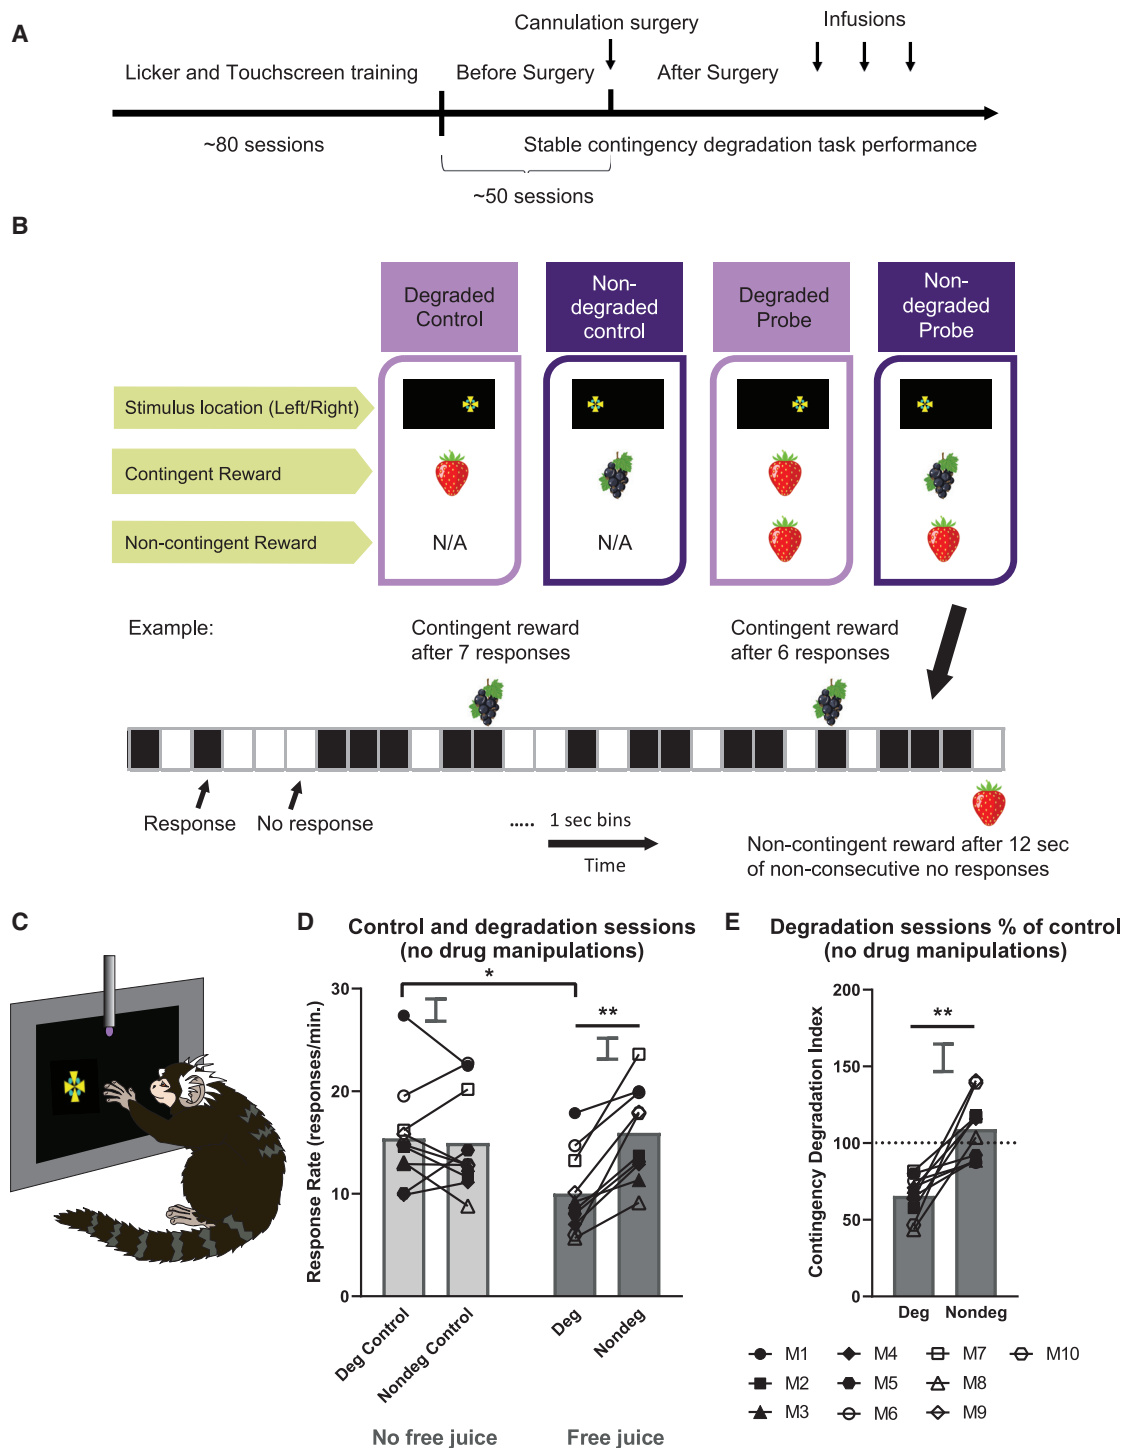 A
Cannulation surgery
Infusions
Licker and Touchscreen training
Before Surgery
After Surgery
~80 sessions
Stable contingency degradation task performance
~50 sessions
B
Degraded
Control
Non-
degraded
control
Degraded
Probe
Non-
degraded
Probe
Stimulus location (Left/Right)
Contingent Reward
Non-contingent Reward
N/A
N/A
Example:
Contingent reward
after 7 responses
Contingent reward
after 6 responses
Response
No response
..... 1 sec bins
Time
Non-contingent reward after 12 sec
of non-consecutive no responses
C
D
Control and degradation sessions
(no drug manipulations)
Response Rate (responses/min.)
30
20
10
0
*
**
Deg Control
Nondeg Control
Deg
Nondeg
No free juice
Free juice
E
Degradation sessions % of control
(no drug manipulations)
Contingency Degradation Index
200
150
100
50
0
**
Deg
Nondeg
M1
M4
M7
M10
M2
M5
M8
M3
M6
M9